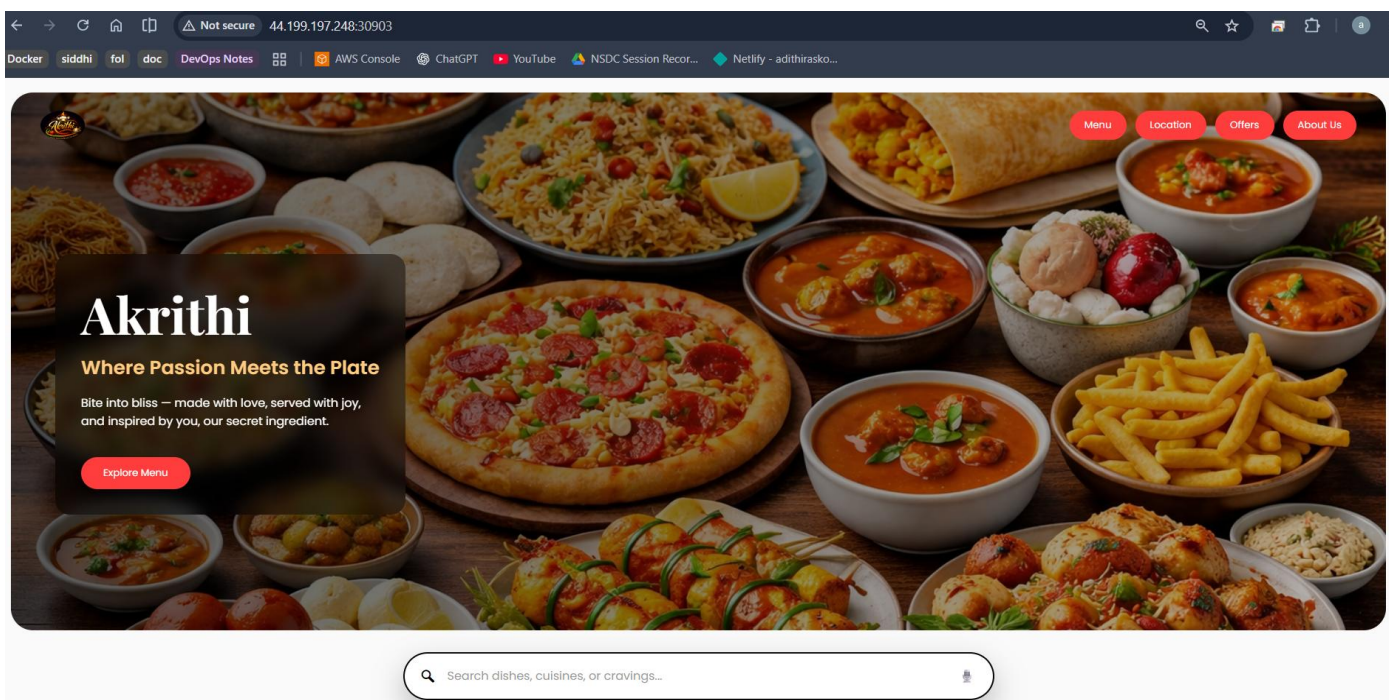 Not secure 44.199.197.248:30903
a
Docker siddhi fol doc DevOps Notes AWS Console ChatGPT YouTube NSDC Session Recor... Netlify - adithirasko...
Akrithi
Menu Location Offers About Us
Akrithi
Where Passion Meets the Plate
Bite into bliss — made with love, served with joy,
and inspired by you, our secret ingredient.
Explore Menu
Search dishes, cuisines, or cravings...